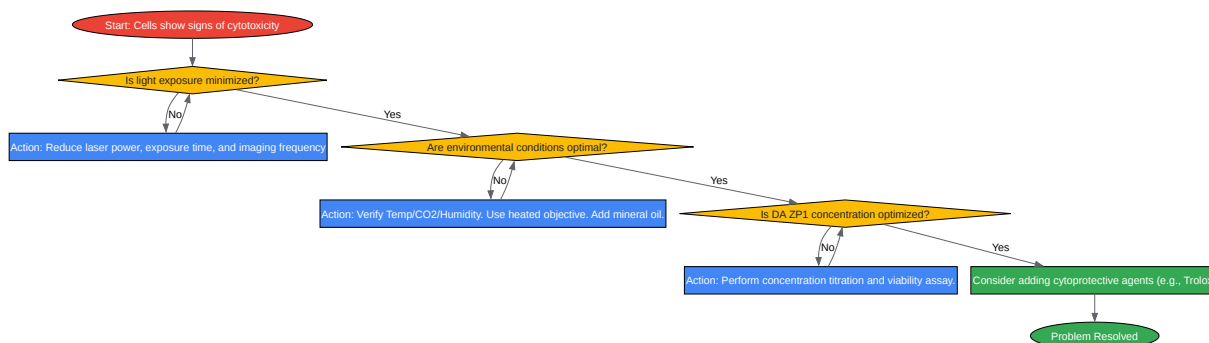 Start: Cells show signs of cytotoxicity
Is light exposure minimized?
No
Yes
Action: Reduce laser power, exposure time, and imaging frequency
Are environmental conditions optimal?
No
Yes
Action: Verify Temp/CO2/Humidity. Use heated objective. Add mineral oil.
Is DA ZP1 concentration optimized?
No
Yes
Action: Perform concentration titration and viability assay.
Consider adding cytoprotective agents (e.g., Trolox
Problem Resolved